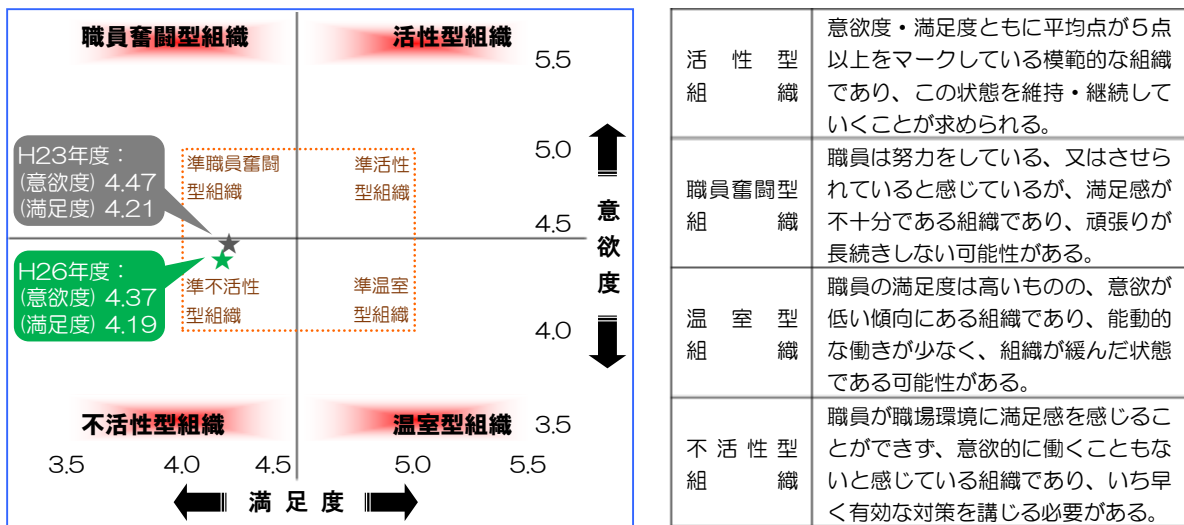 職員奮闘型組織
活性型組織
5.5
H23年度：
(意欲度) 4.47
(満足度) 4.21
準職員奮闘
型組織
準活性
型組織
5.0
4.5
意欲度
H26年度：
(意欲度) 4.37
(満足度) 4.19
準不活性
型組織
準温室
型組織
4.0
不活性型組織
温室型組織
3.5
3.5
4.0
4.5
5.0
5.5
満足度
活性型
組織
意欲度・満足度ともに平均点が５点
以上をマークしている模範的な組織
であり、この状態を維持・継続して
いくことが求められる。
職員奮闘型
組織
職員は努力をしている、又はさせら
れていると感じているが、満足感が
不十分である組織であり、頑張りが
長続きしない可能性がある。
温室型
組織
職員の満足度は高いものの、意欲が
低い傾向にある組織であり、能動的
な働きが少なく、組織が緩んだ状態
である可能性がある。
不活性型
組織
職員が職場環境に満足感を感じるこ
とができず、意欲的に働くこともな
いと感じている組織であり、いち早
く有効な対策を講じる必要がある。